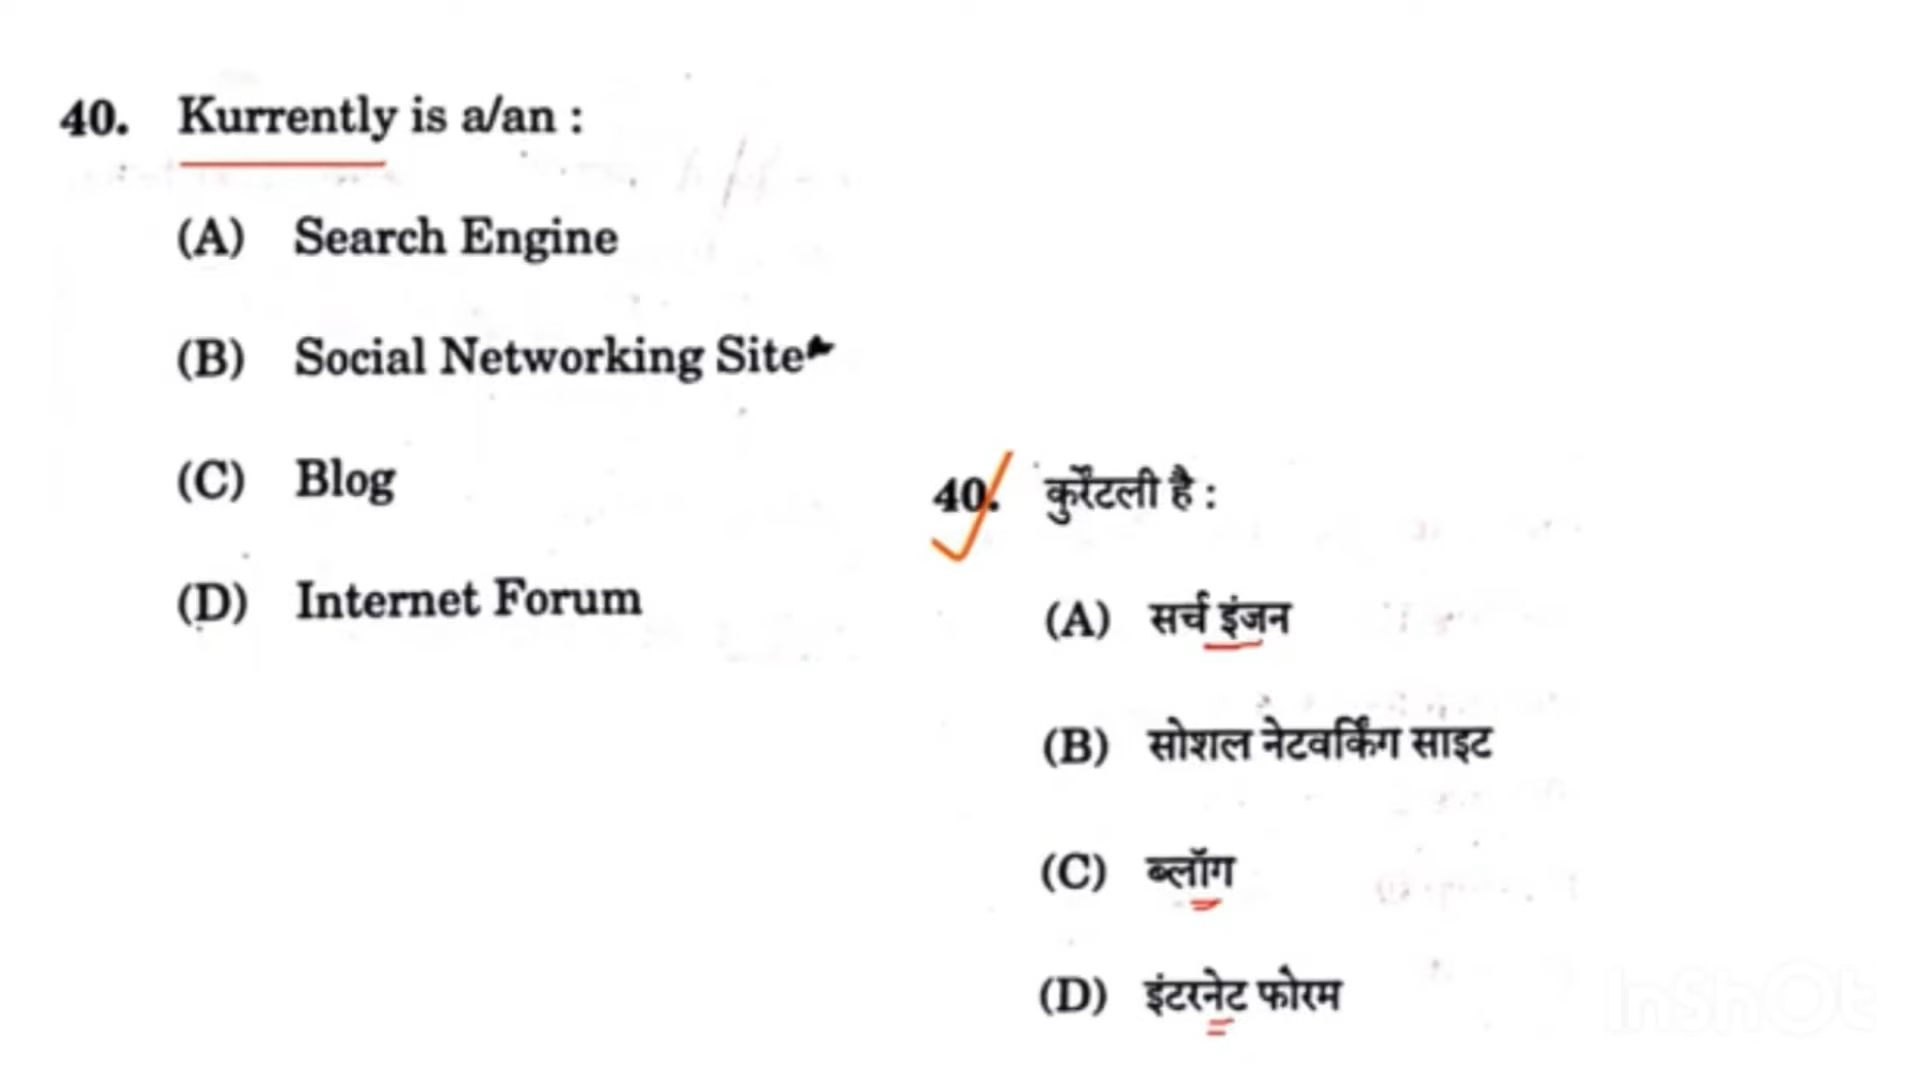 40. Kurrently is a/an :
(A) Search Engine
(B) Social Networking Site
(C) Blog
(D) Internet Forum
40. कुर्रेंटली है :
(A) सर्च इंजन
(B) सोशल नेटवर्किंग साइट
(C) ब्लॉग
(D) इंटरनेट फोरम
InShOt